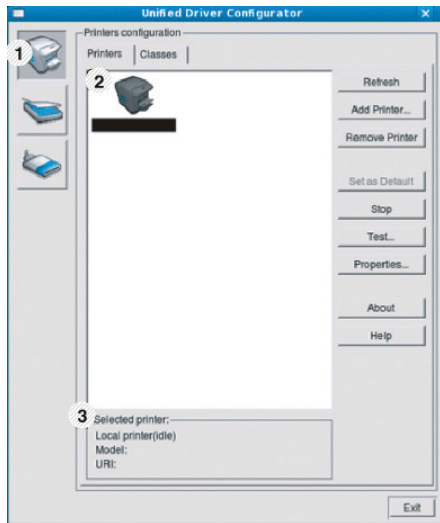 Unified Driver Configurator
1
Printers configuration
Printers Classes
2
Refresh
Add Printer...
Remove Printer
Set as Default
Stop
Test...
Properties...
About
Help
3
Selected printer:
Local printer(idle)
Model:
URI:
Exit